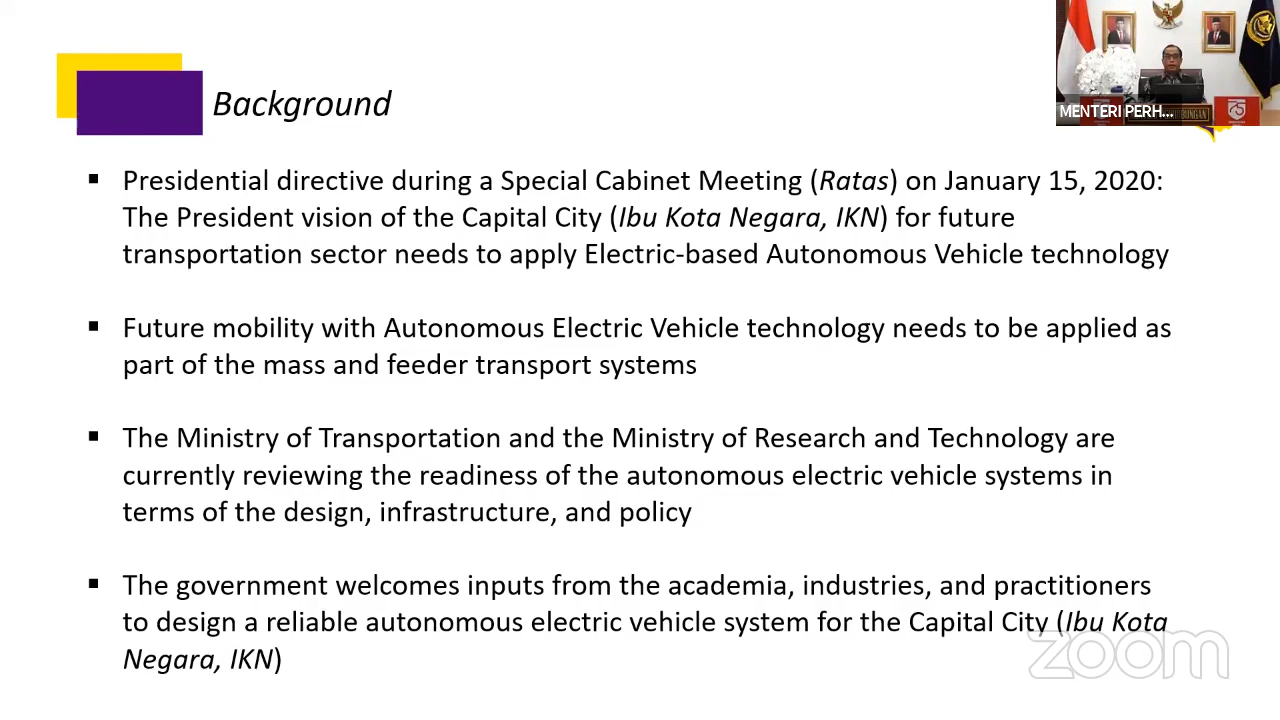 Background
MENTERI PERH...
▪ Presidential directive during a Special Cabinet Meeting (Ratas) on January 15, 2020:
The President vision of the Capital City (Ibu Kota Negara, IKN) for future
transportation sector needs to apply Electric-based Autonomous Vehicle technology
▪ Future mobility with Autonomous Electric Vehicle technology needs to be applied as
part of the mass and feeder transport systems
▪ The Ministry of Transportation and the Ministry of Research and Technology are
currently reviewing the readiness of the autonomous electric vehicle systems in
terms of the design, infrastructure, and policy
▪ The government welcomes inputs from the academia, industries, and practitioners
to design a reliable autonomous electric vehicle system for the Capital City (Ibu Kota
Negara, IKN)
zoom